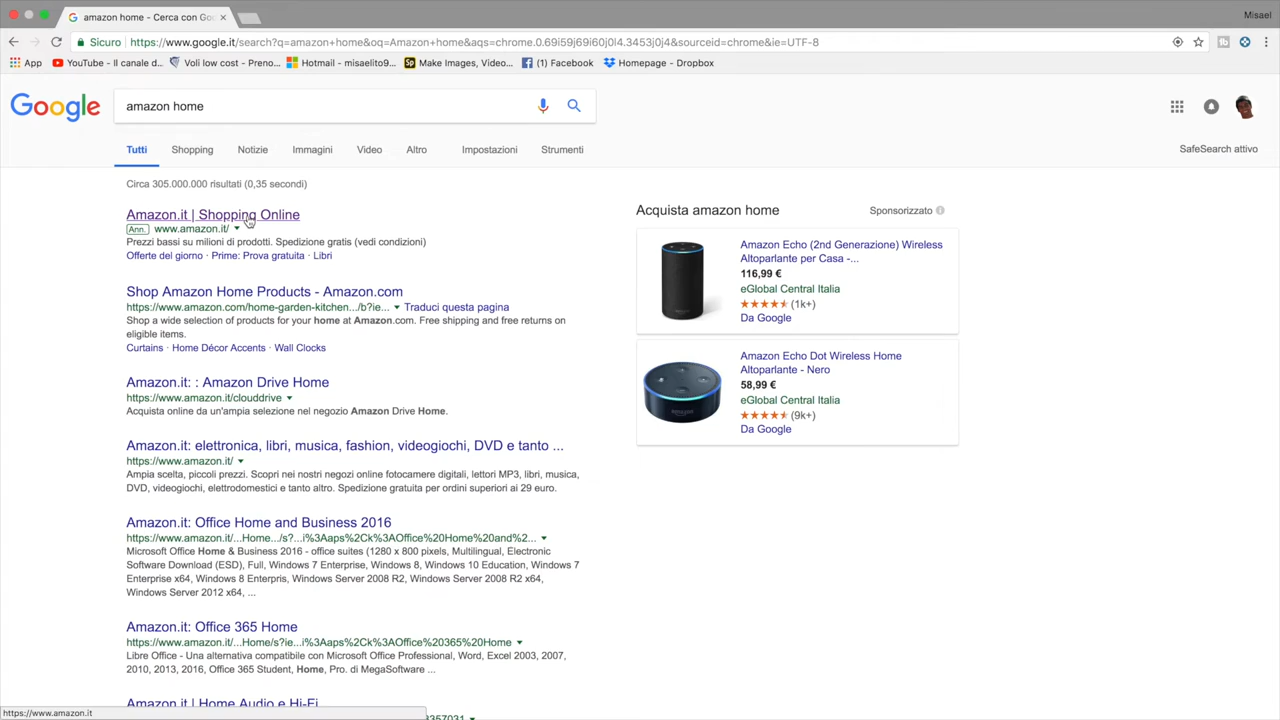 amazon home - Cerca con Goo
Misael
Sicuro
https://www.google.it/search?q=amazon+home&oq=Amazon+home&aqs=chrome.0.69i59j69i60j0l4.3453j0j4&sourceid=chrome&ie=UTF-8
App
YouTube - Il canale d...
Voli low cost - Preno...
Hotmail - misaelito9...
Sp Make Images, Video...
(1) Facebook
Homepage - Dropbox
Google
amazon home
Tutti
Shopping
Notizie
Immagini
Video
Altro
Impostazioni
Strumenti
SafeSearch attivo
Circa 305.000.000 risultati (0,35 secondi)
Amazon.it | Shopping Online
Ann. www.amazon.it/
Prezzi bassi su milioni di prodotti. Spedizione gratis (vedi condizioni)
Offerte del giorno · Prime: Prova gratuita · Libri
Shop Amazon Home Products - Amazon.com
https://www.amazon.com/home-garden-kitchen.../b?ie... Traduci questa pagina
Shop a wide selection of products for your home at Amazon.com. Free shipping and free returns on
eligible items.
Curtains · Home Décor Accents · Wall Clocks
Amazon.it: : Amazon Drive Home
https://www.amazon.it/clouddrive
Acquista online da un'ampia selezione nel negozio Amazon Drive Home.
Amazon.it: elettronica, libri, musica, fashion, videogiochi, DVD e tanto ...
https://www.amazon.it/
Ampia scelta, piccoli prezzi. Scopri nei nostri negozi online fotocamere digitali, lettori MP3, libri, musica,
DVD, videogiochi, elettrodomestici e tanto altro. Spedizione gratuita per ordini superiori ai 29 euro.
Amazon.it: Office Home and Business 2016
https://www.amazon.it/...Home.../s?...i%3Aaps%2Ck%3AOffice%20Home%20and%2...
Microsoft Office Home & Business 2016 - office suites (1280 x 800 pixels, Multilingual, Electronic
Software Download (ESD), Full, Windows 7 Enterprise, Windows 8, Windows 10 Education, Windows 7
Enterprise x64, Windows 8 Enterpris, Windows Server 2008 R2, Windows Server 2008 R2 x64,
Windows Server 2012 x64, ...
Amazon.it: Office 365 Home
https://www.amazon.it/...Home/s?ie...i%3Aaps%2Ck%3AOffice%20365%20Home
Libre Office - Una alternativa compatibile con Microsoft Office Professional, Word, Excel 2003, 2007,
2010, 2013, 2016, Office 365 Student, Home, Pro. di MegaSoftware ...
Amazon.it | Home Audio e Hi-Fi
https://www.amazon.it
Acquista amazon home
Sponsorizzato
Amazon Echo (2nd Generazione) Wireless
Altoparlante per Casa -...
116,99 €
eGlobal Central Italia
(1k+)
Da Google
amazon
Amazon Echo Dot Wireless Home
Altoparlante - Nero
58,99 €
eGlobal Central Italia
(9k+)
Da Google